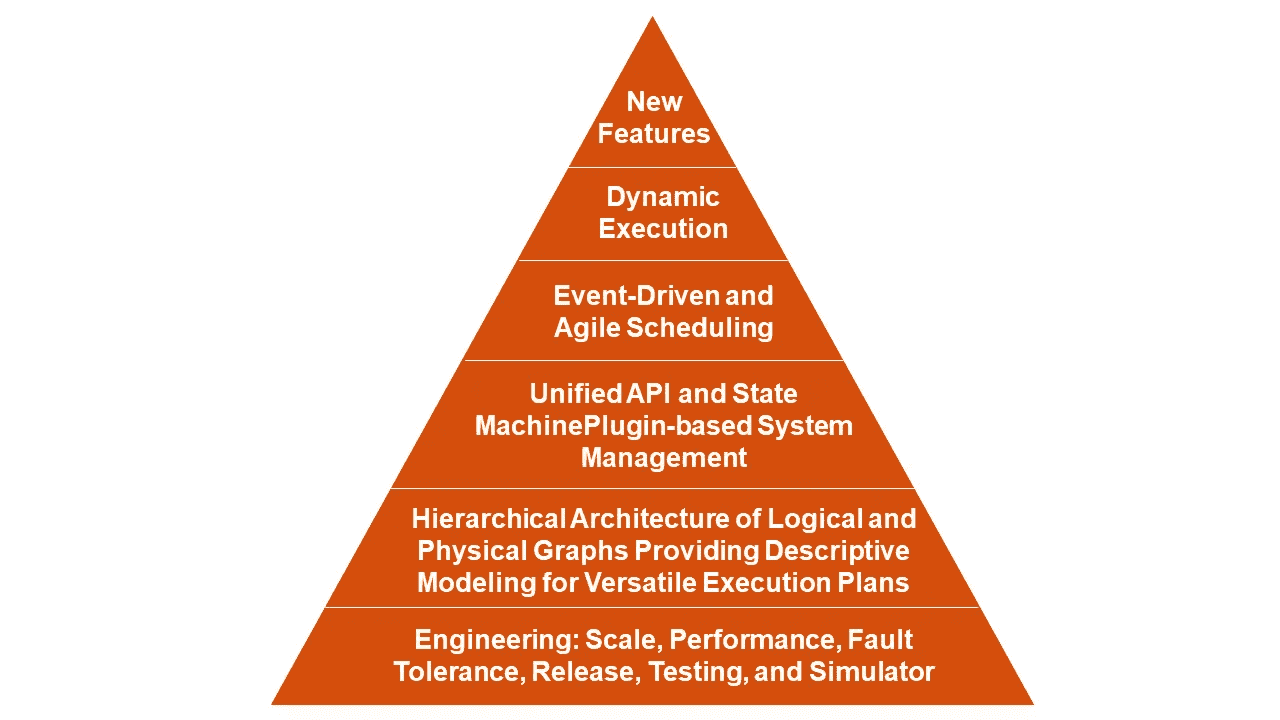 New
Features
Dynamic
Execution
Event-Driven and
Agile Scheduling
Unified API and State
MachinePlugin-based System
Management
Hierarchical Architecture of Logical and
Physical Graphs Providing Descriptive
Modeling for Versatile Execution Plans
Engineering: Scale, Performance, Fault
Tolerance, Release, Testing, and Simulator